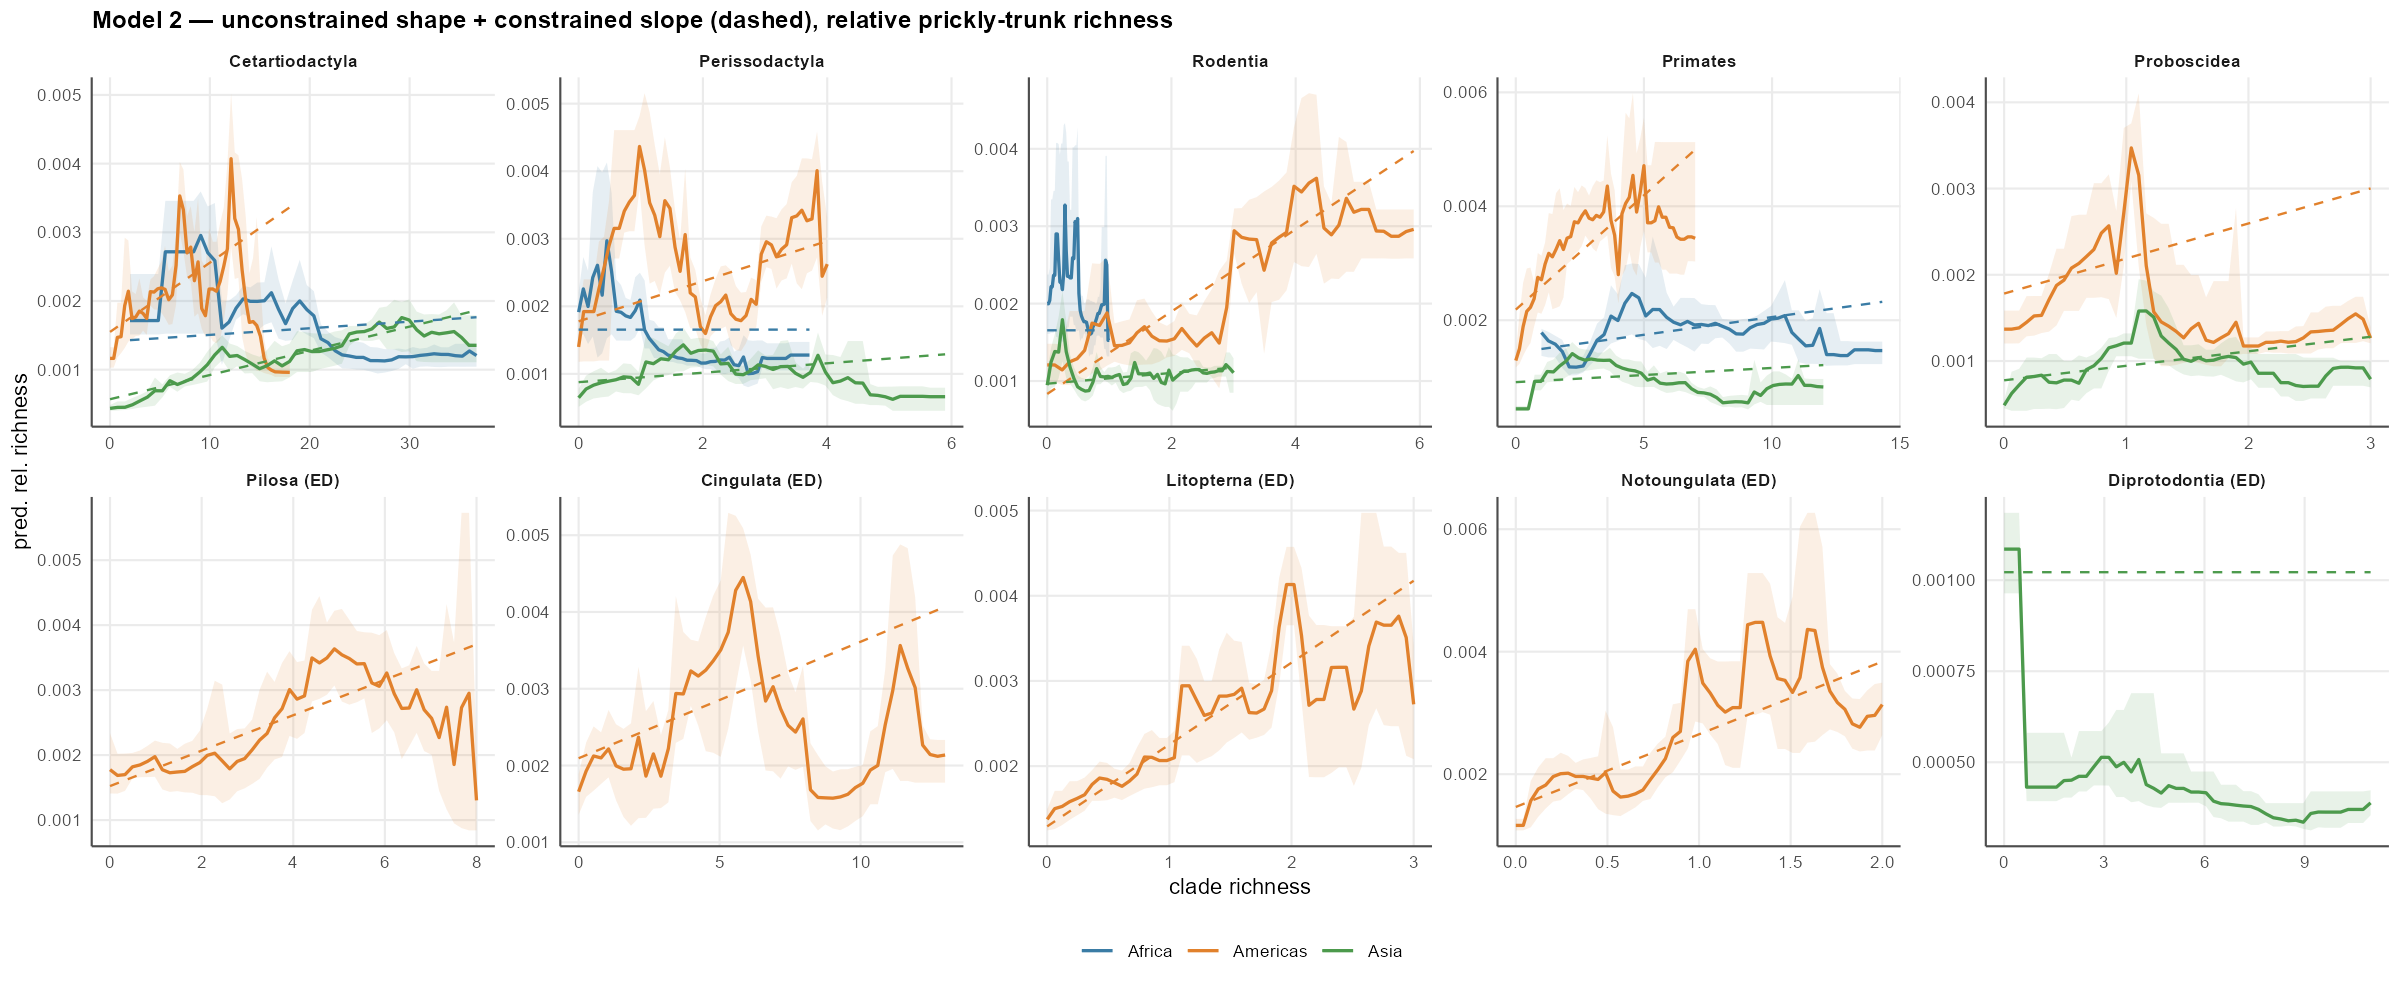 Model 2 — unconstrained shape + constrained slope (dashed), relative prickly-trunk richness
Cetartiodactyla
Perissodactyla
Rodentia
Primates
Proboscidea
0.005
0.004
0.003
0.002
0.001
0 10 20 30
0.005
0.004
0.003
0.002
0.001
0 2 4 6
0.004
0.003
0.002
0.001
0 2 4 6
0.006
0.004
0.002
0 5 10 15
0.004
0.003
0.002
0.001
0 1 2 3
pred. rel. richness
Pilosa (ED)
Cingulata (ED)
Litopterna (ED)
Notoungulata (ED)
Diprotodontia (ED)
0.005
0.004
0.003
0.002
0.001
0 2 4 6 8
0.005
0.004
0.003
0.002
0.001
0 5 10
0.005
0.004
0.003
0.002
0 1 2 3
0.006
0.004
0.002
0.0 0.5 1.0 1.5 2.0
0.00100
0.00075
0.00050
0 3 6 9
clade richness
Africa Americas Asia